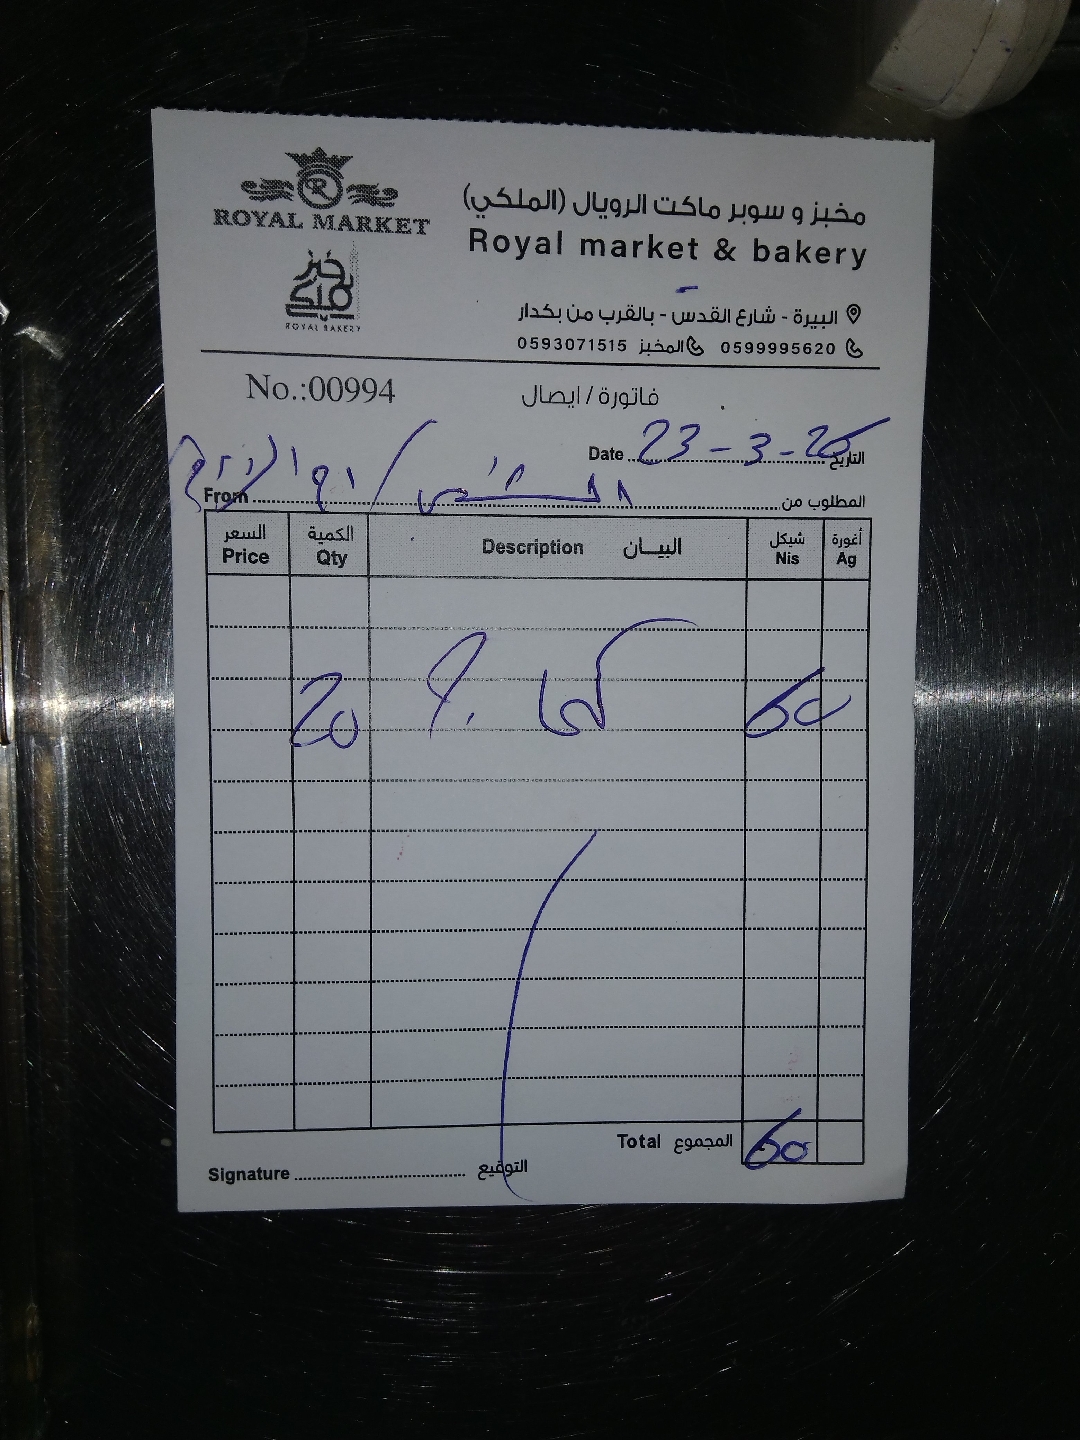 ROYAL MARKET
خبز ملكي
ROYAL BAKERY
مخبز و سوبر ماكت الرويال (الملكي)
Royal market & bakery
البيرة - شارع القدس - بالقرب من بكدار
0599995620 المخبز 0593071515
No.:00994 فاتورة / ايصال
Date 23-3-26 التاريخ
From المطلوب من
السعر الكمية البيــان شيكل أغورة
Price Qty Description Nis Ag
20 60
Total المجموع 60
Signature التوقيع